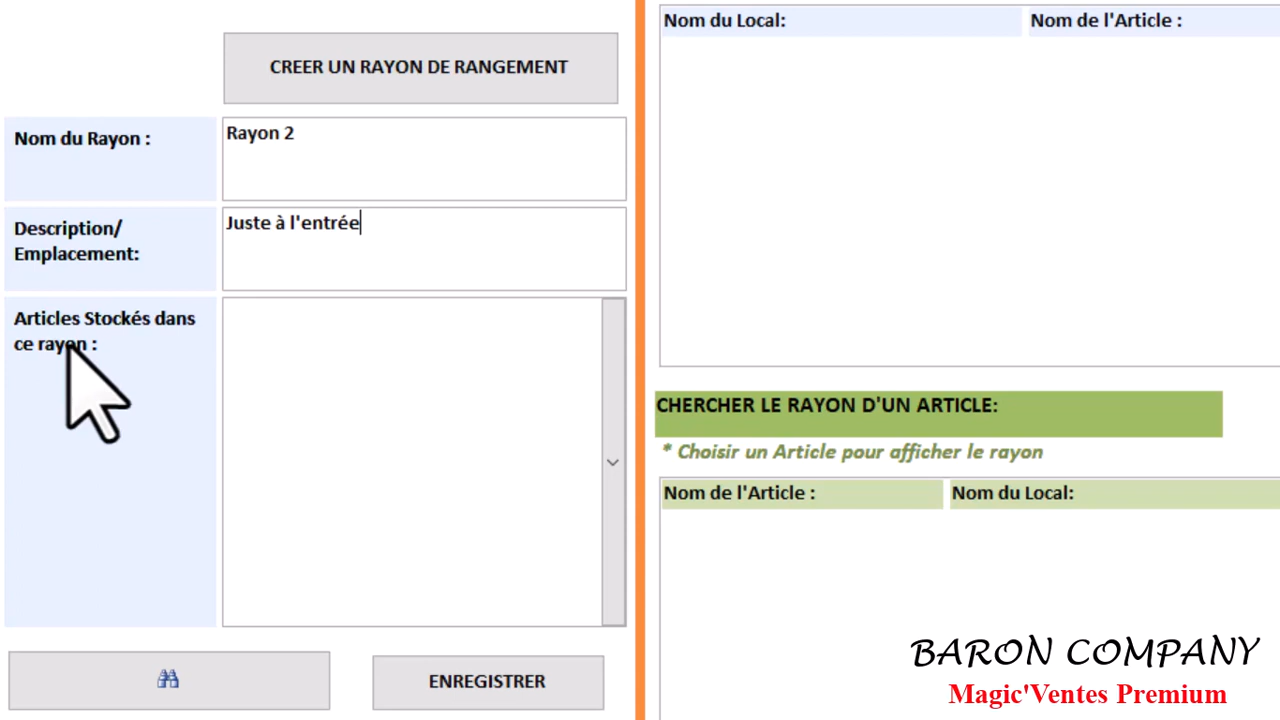 CREER UN RAYON DE RANGEMENT
Nom du Rayon :
Rayon 2
Description/
Emplacement:
Juste à l'entrée
Articles Stockés dans
ce rayon :
ENREGISTRER
Nom du Local:
Nom de l'Article :
CHERCHER LE RAYON D'UN ARTICLE:
* Choisir un Article pour afficher le rayon
Nom de l'Article :
Nom du Local:
BARON COMPANY
Magic'Ventes Premium